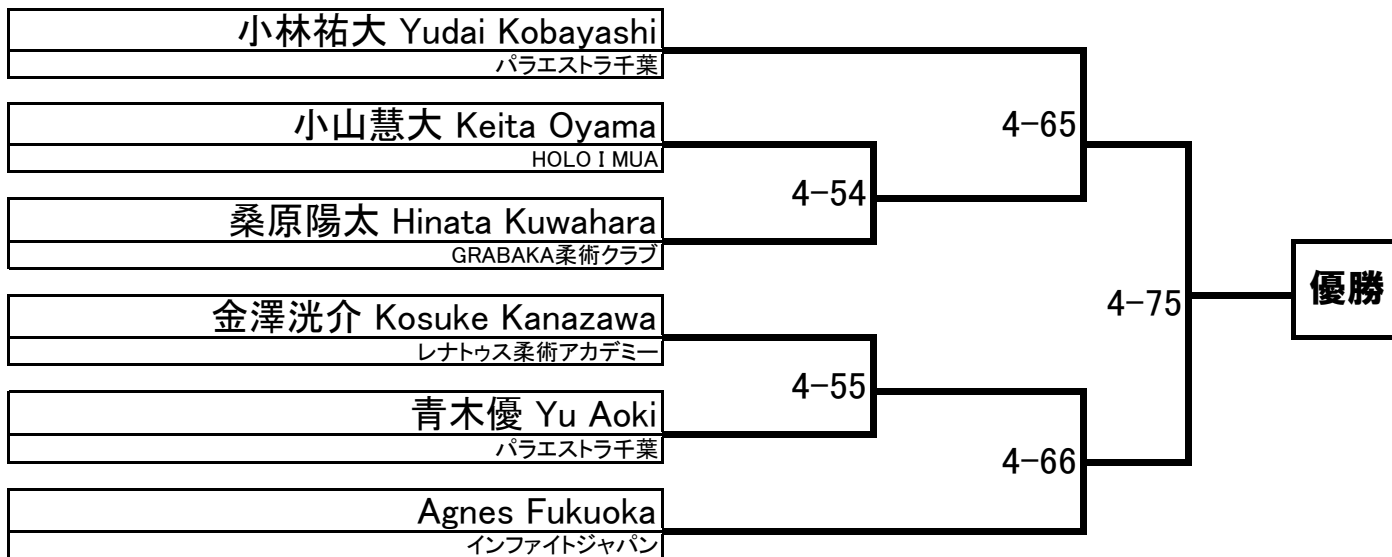 小林祐大 Yudai Kobayashi
パラエストラ千葉
小山慧大 Keita Oyama
HOLO I MUA
桑原陽太 Hinata Kuwahara
GRABAKA柔術クラブ
金澤洸介 Kosuke Kanazawa
レナトゥス柔術アカデミー
青木優 Yu Aoki
パラエストラ千葉
Agnes Fukuoka
インファイトジャパン
4-54
4-55
4-65
4-66
4-75
優勝